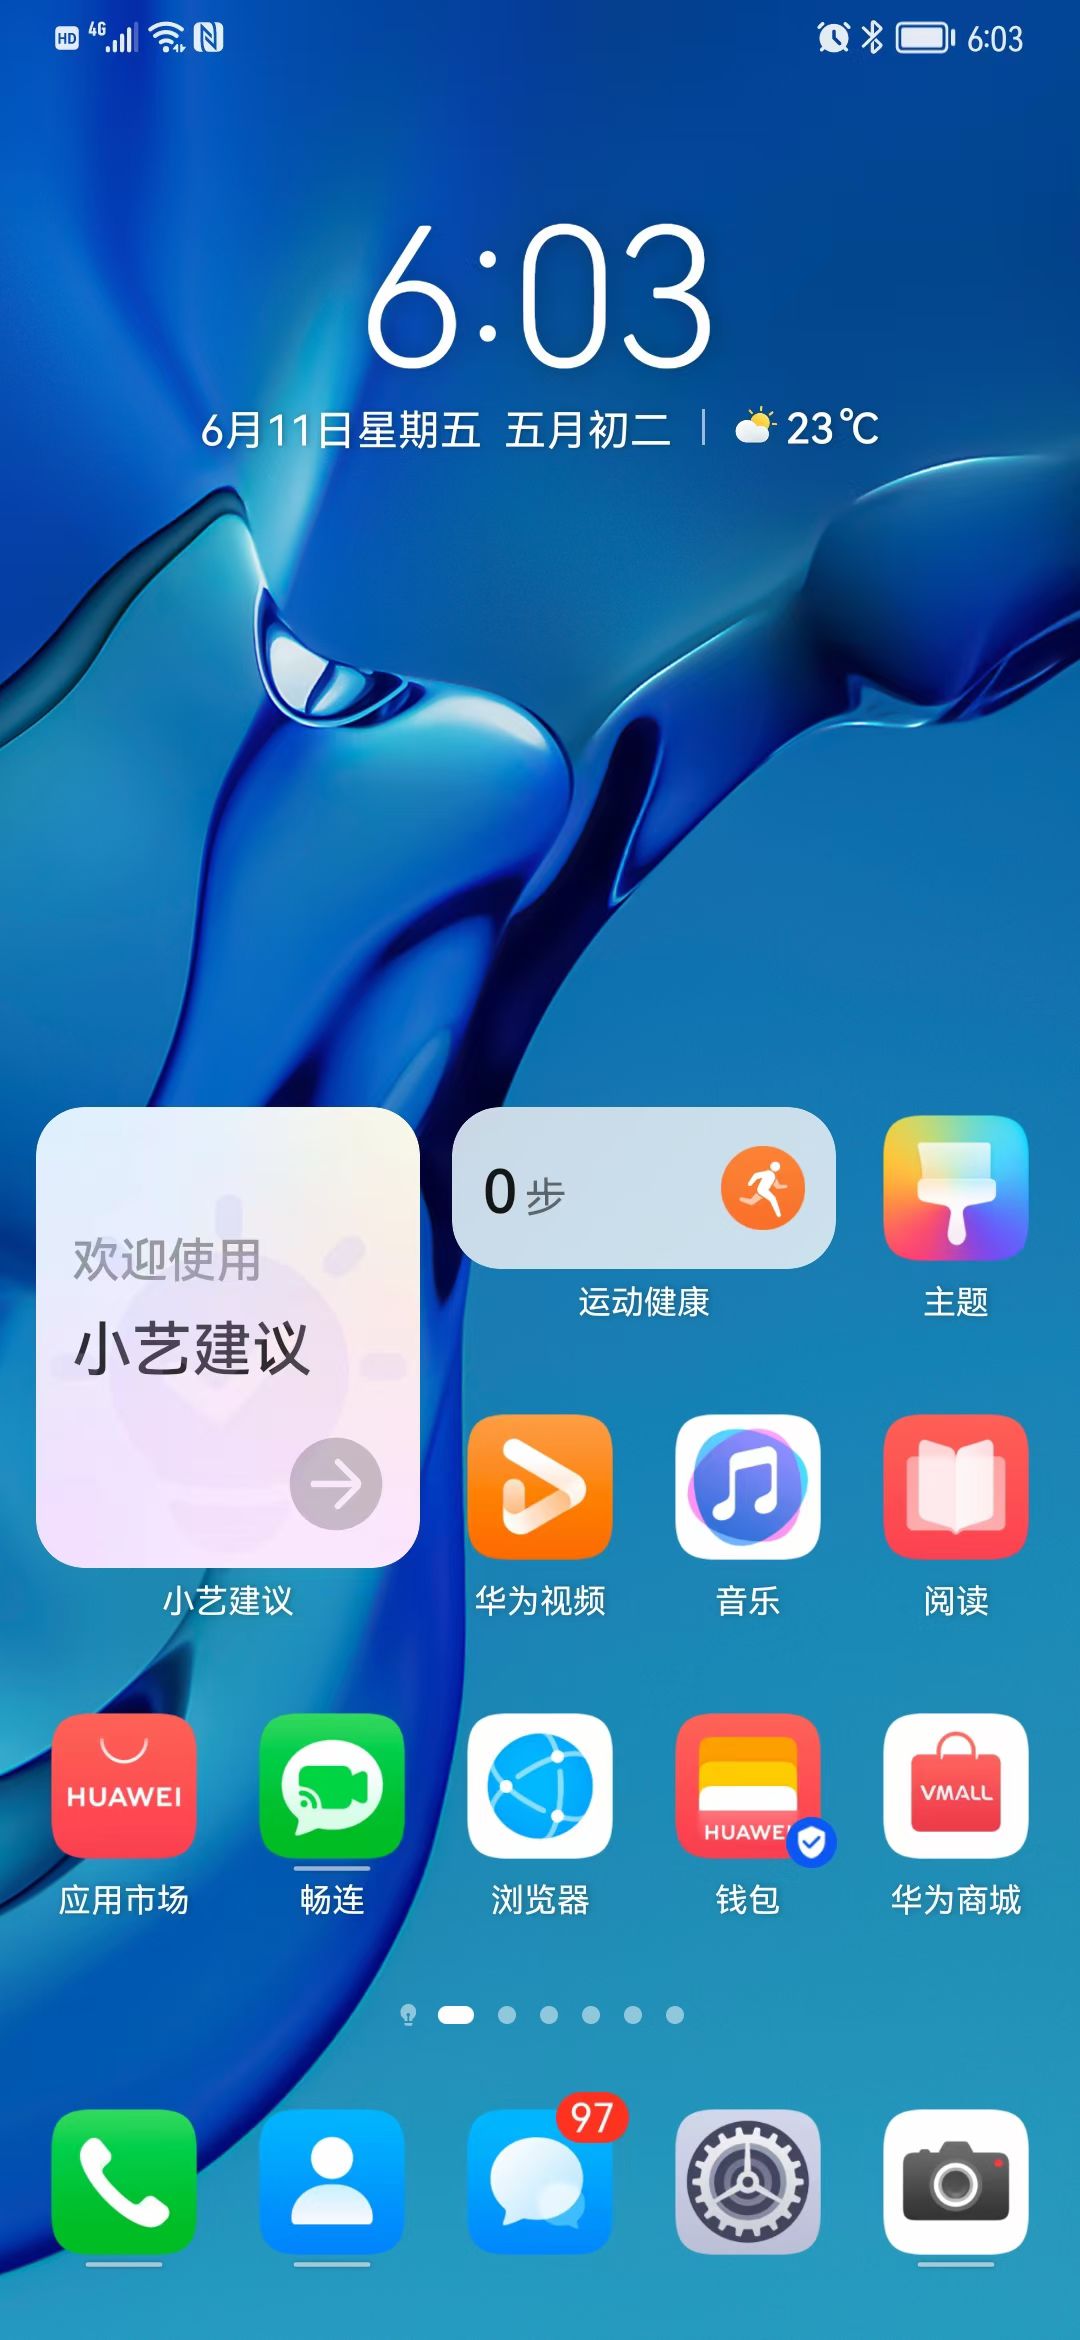 HD 4G 6:03
6:03
6月11日星期五 五月初二 | 23℃
欢迎使用
小艺建议
小艺建议
0 步
运动健康
主题
华为视频
音乐
阅读
HUAWEI
应用市场
畅连
浏览器
HUAWEI
钱包
VMALL
华为商城
97